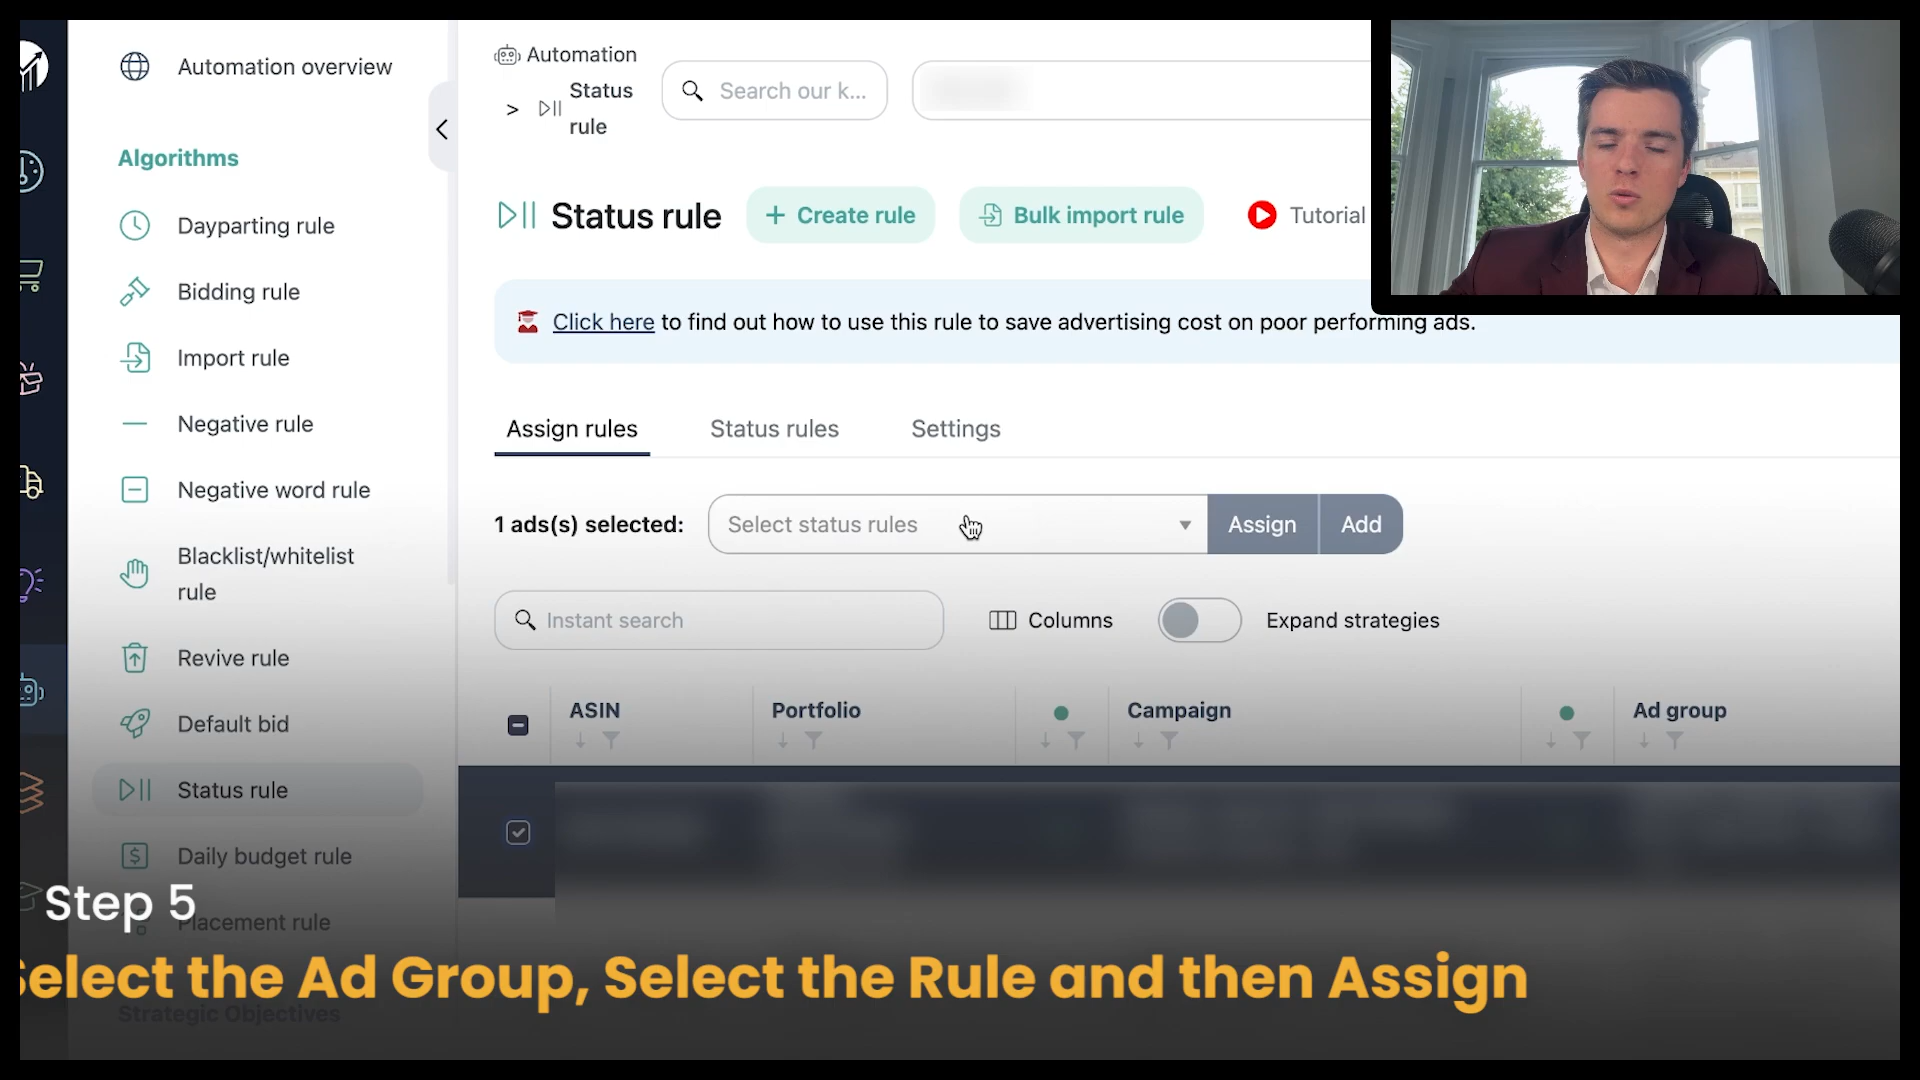 Automation overview
Algorithms
Dayparting rule
Bidding rule
Import rule
Negative rule
Negative word rule
Blacklist/whitelist
rule
Revive rule
Default bid
Status rule
Daily budget rule
Placement rule
Strategic Objectives
Automation
> Status
rule
Search our k...
Status rule
+ Create rule
Bulk import rule
Tutorial
Click here to find out how to use this rule to save advertising cost on poor performing ads.
Assign rules
Status rules
Settings
1 ads(s) selected:
Select status rules
Assign
Add
Instant search
Columns
Expand strategies
ASIN
Portfolio
Campaign
Ad group
Step 5
Select the Ad Group, Select the Rule and then Assign